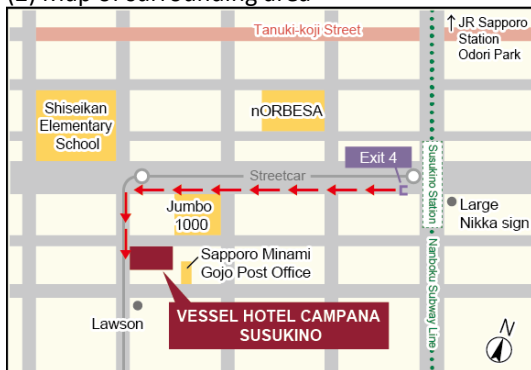 (2) Map of surrounding area
Tanuki-koji Street
↑ JR Sapporo
Station
Odori Park
Shiseikan
Elementary
School
nORBESA
Exit 4
Streetcar
Susukino Station
Jumbo
1000
Large
Nikka sign
Sapporo Minami
Gojo Post Office
Nanboku Subway Line
VESSEL HOTEL CAMPANA
SUSUKINO
Lawson
N